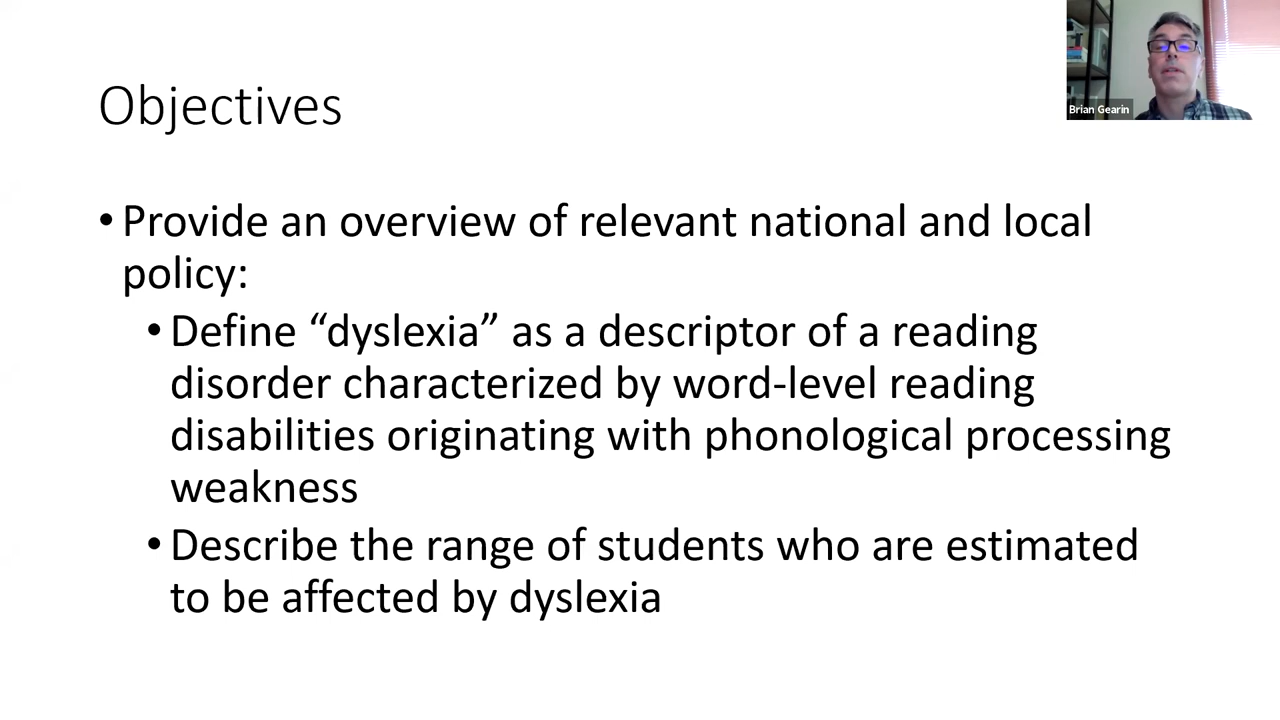 Brian Gearin
Objectives
• Provide an overview of relevant national and local
policy:
• Define “dyslexia” as a descriptor of a reading
disorder characterized by word-level reading
disabilities originating with phonological processing
weakness
• Describe the range of students who are estimated
to be affected by dyslexia